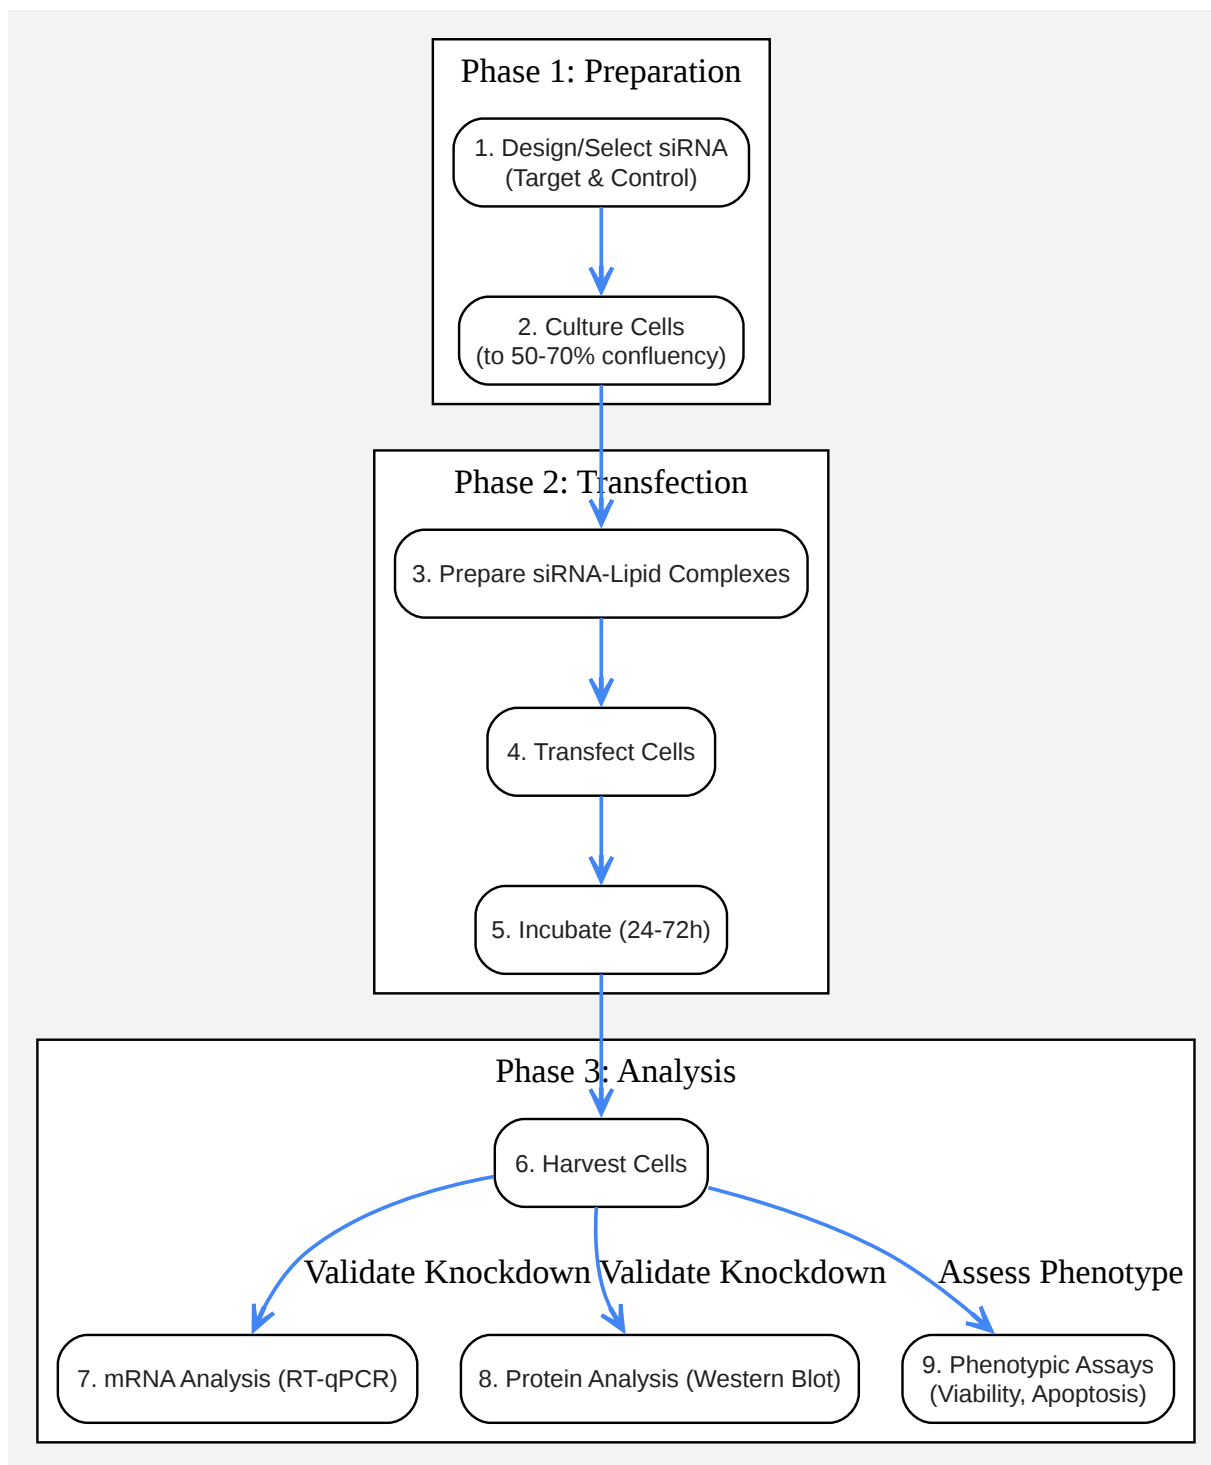 Phase 1: Preparation
1. Design/Select siRNA
(Target & Control)
2. Culture Cells
(to 50-70% confluency)
Phase 2: Transfection
3. Prepare siRNA-Lipid Complexes
4. Transfect Cells
5. Incubate (24-72h)
Phase 3: Analysis
6. Harvest Cells
Validate Knockdown
Validate Knockdown
Assess Phenotype
7. mRNA Analysis (RT-qPCR)
8. Protein Analysis (Western Blot)
9. Phenotypic Assays
(Viability, Apoptosis)